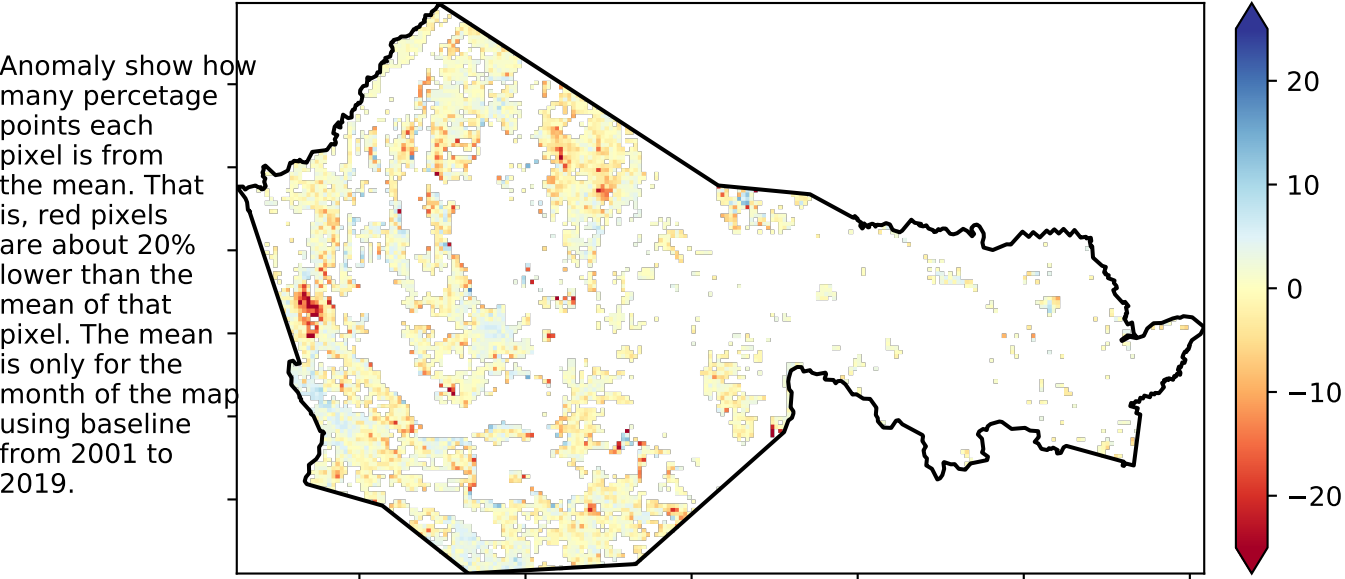 Anomaly show how
many percetage
points each
pixel is from
the mean. That
is, red pixels
are about 20%
lower than the
mean of that
pixel. The mean
is only for the
month of the map
using baseline
from 2001 to
2019.
20
10
0
−10
−20